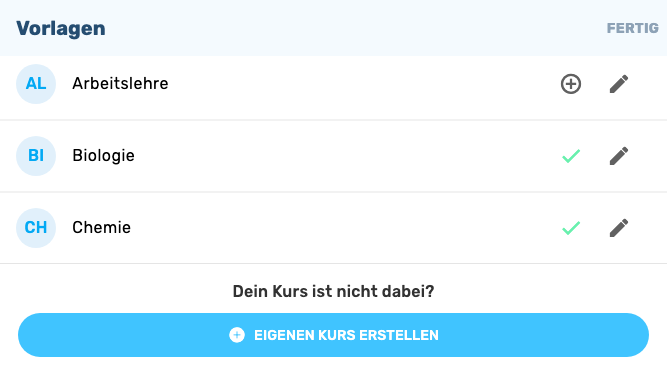 Vorlagen FERTIG
AL Arbeitslehre
BI Biologie
CH Chemie
Dein Kurs ist nicht dabei?
EIGENEN KURS ERSTELLEN